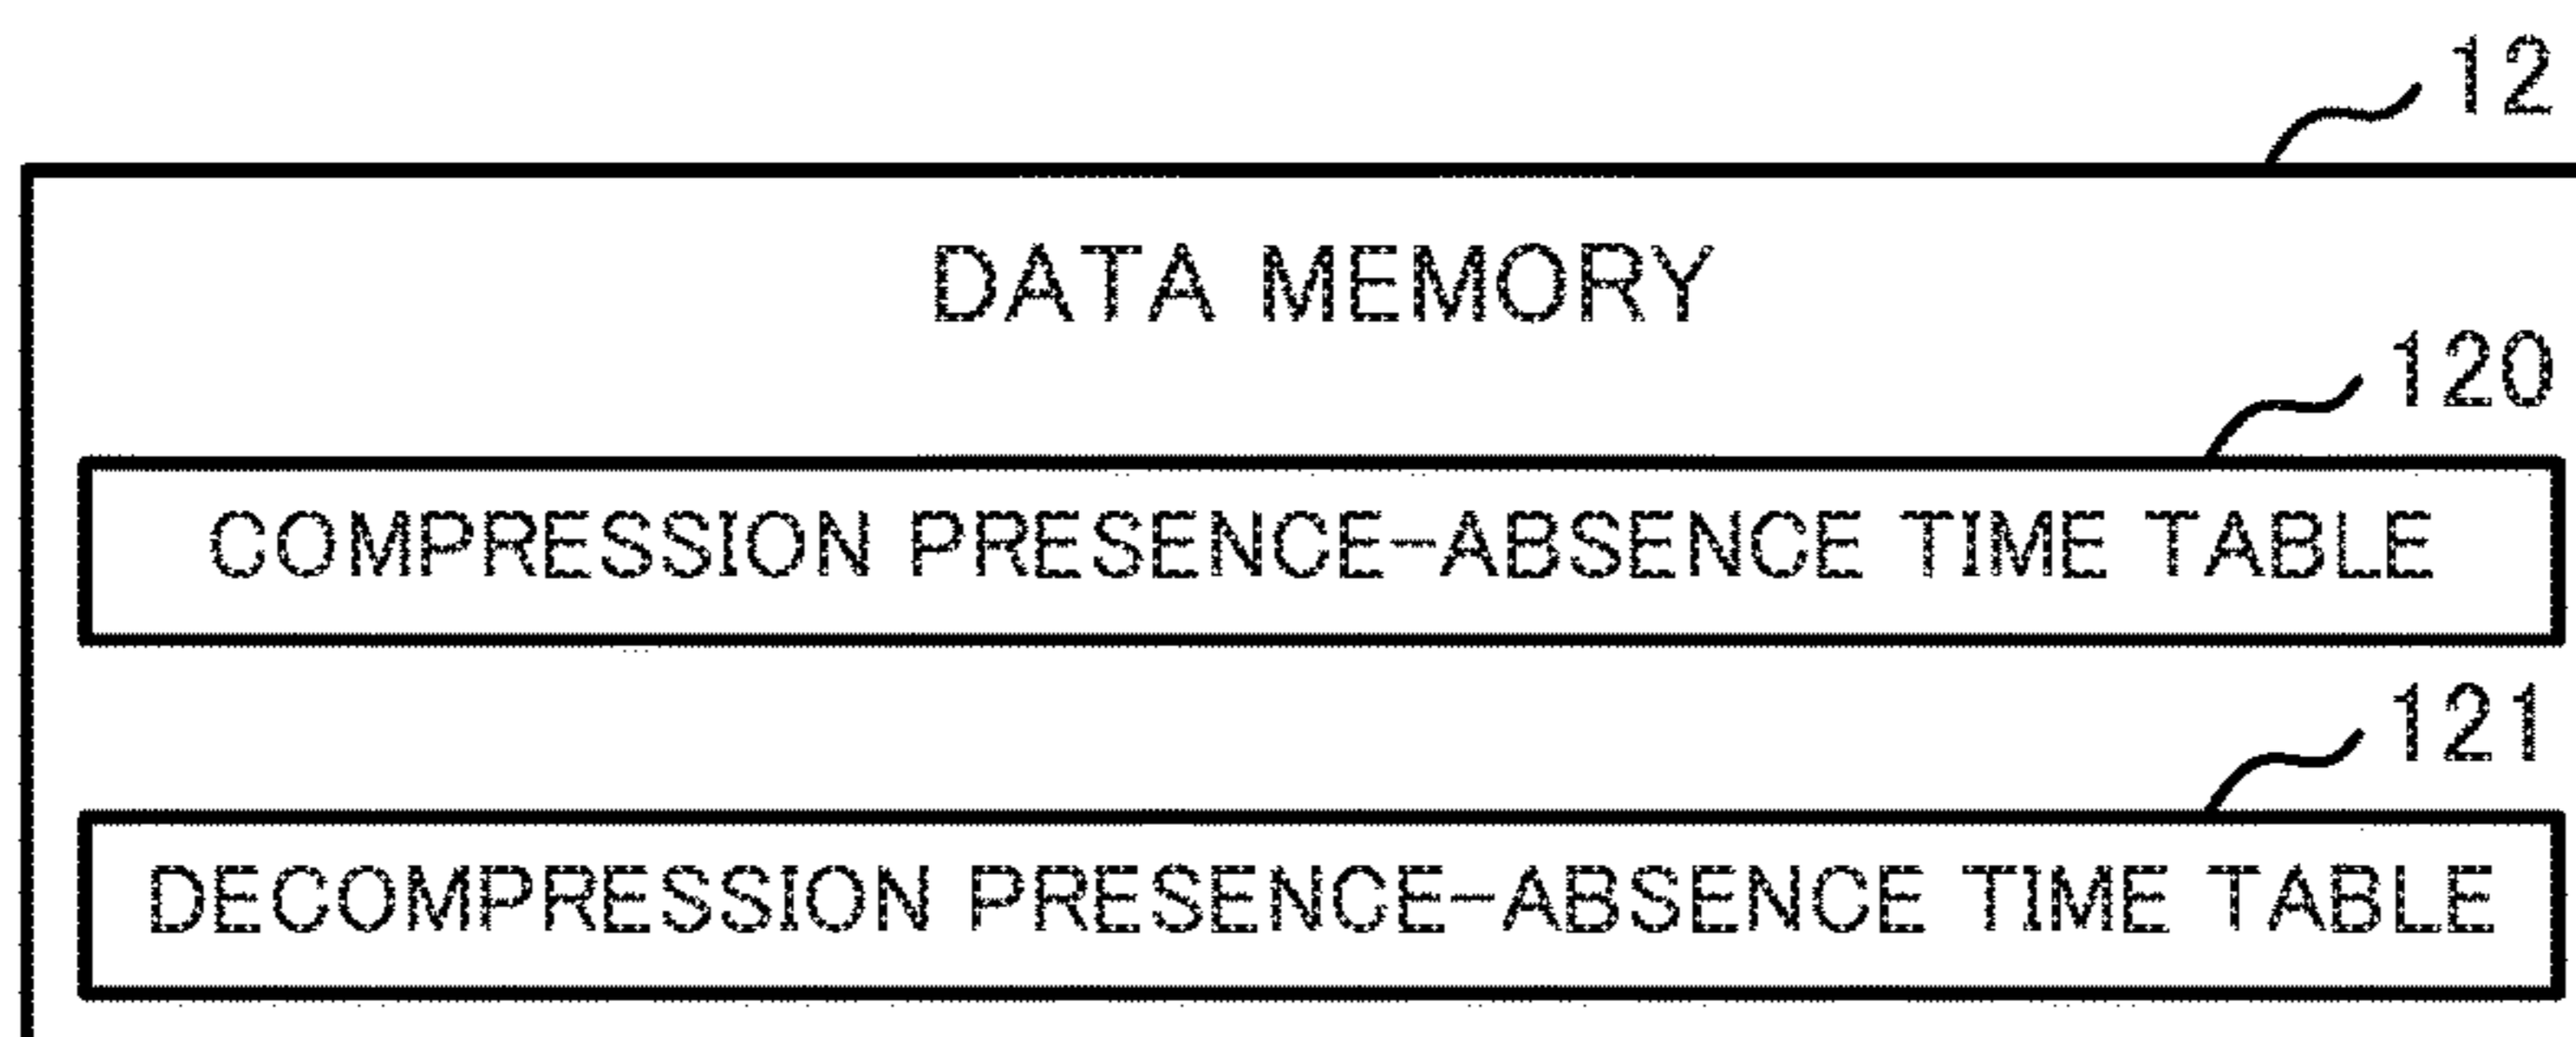 12
DATA MEMORY
120
COMPRESSION PRESENCE-ABSENCE TIME TABLE
121
DECOMPRESSION PRESENCE-ABSENCE TIME TABLE